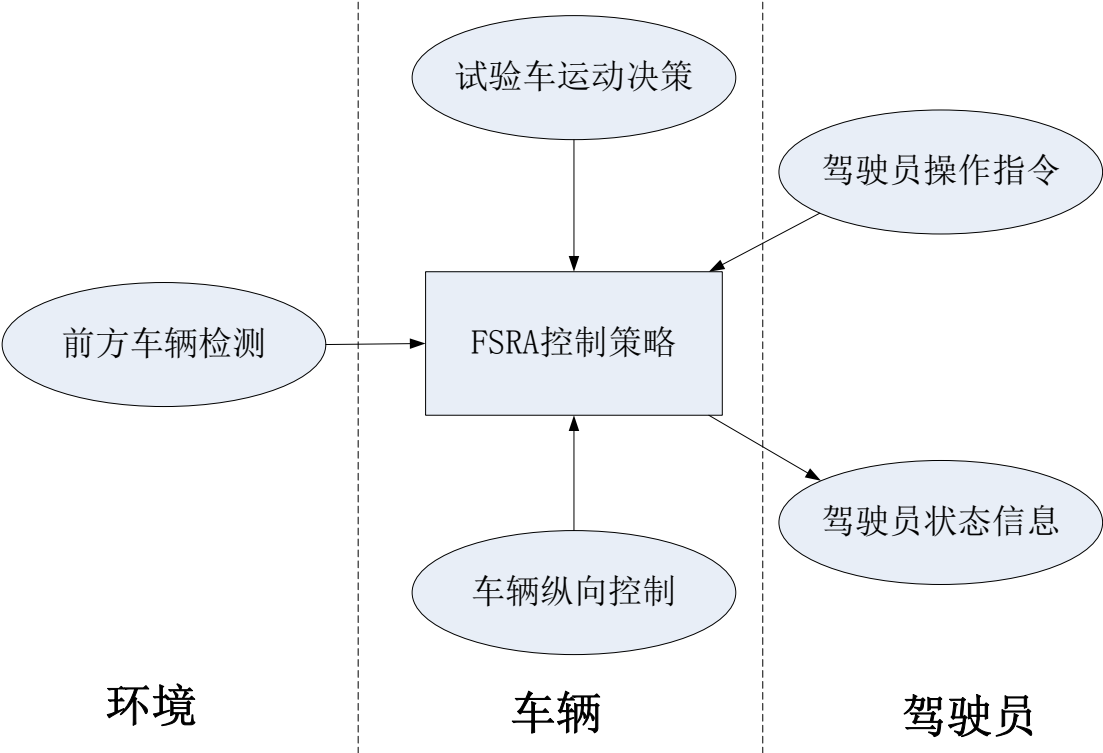 试验车运动决策
驾驶员操作指令
前方车辆检测
FSRA控制策略
驾驶员状态信息
车辆纵向控制
环境
车辆
驾驶员